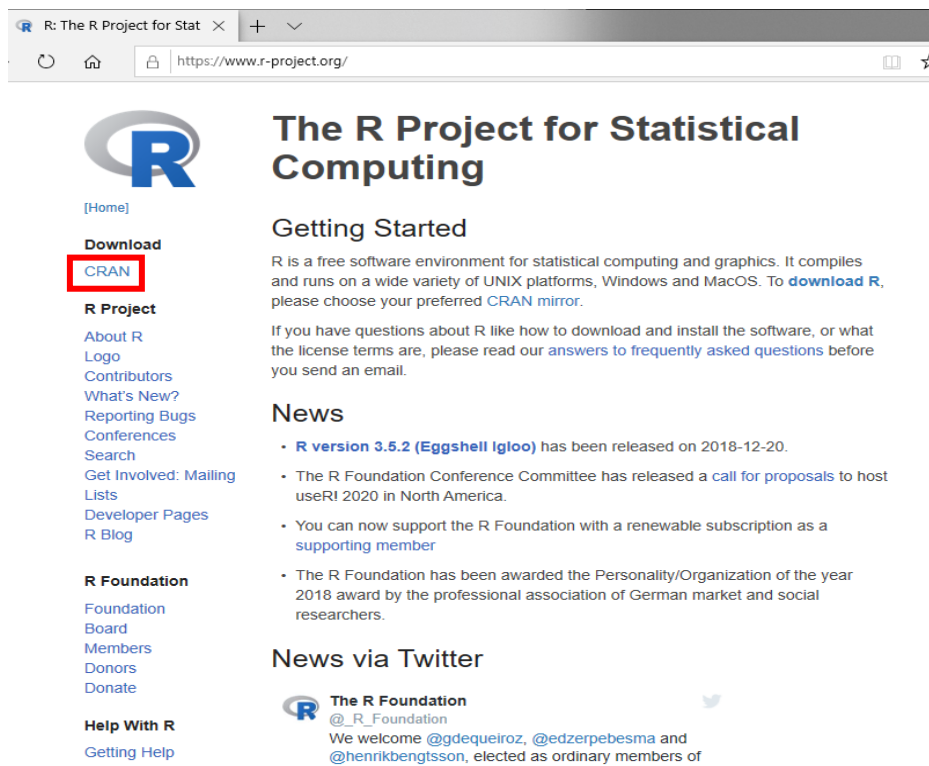 R: The R Project for Stat
https://www.r-project.org/
R
[Home]
Download
CRAN
R Project
About R
Logo
Contributors
What's New?
Reporting Bugs
Conferences
Search
Get Involved: Mailing
Lists
Developer Pages
R Blog
R Foundation
Foundation
Board
Members
Donors
Donate
Help With R
Getting Help
The R Project for Statistical
Computing
Getting Started
R is a free software environment for statistical computing and graphics. It compiles
and runs on a wide variety of UNIX platforms, Windows and MacOS. To download R,
please choose your preferred CRAN mirror.
If you have questions about R like how to download and install the software, or what
the license terms are, please read our answers to frequently asked questions before
you send an email.
News
• R version 3.5.2 (Eggshell Igloo) has been released on 2018-12-20.
• The R Foundation Conference Committee has released a call for proposals to host
useR! 2020 in North America.
• You can now support the R Foundation with a renewable subscription as a
supporting member
• The R Foundation has been awarded the Personality/Organization of the year
2018 award by the professional association of German market and social
researchers.
News via Twitter
R
The R Foundation
@_R_Foundation
We welcome @gdequeiroz, @edzerpebesma and
@henrikbengtsson, elected as ordinary members of